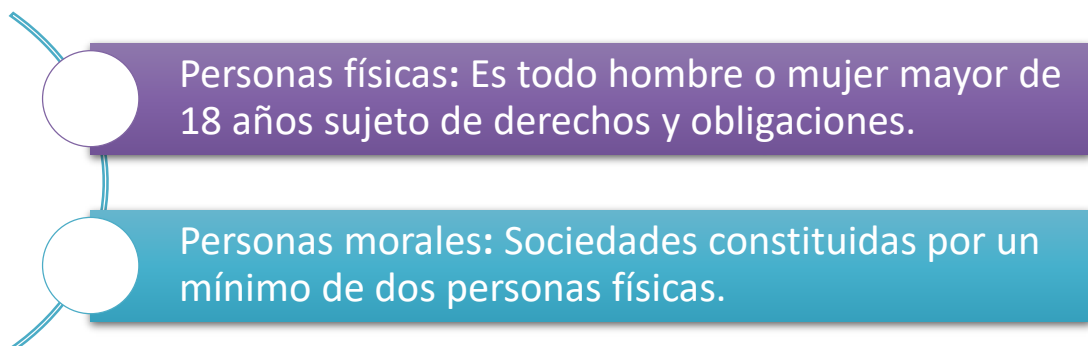 Personas físicas: Es todo hombre o mujer mayor de
18 años sujeto de derechos y obligaciones.
Personas morales: Sociedades constituidas por un
mínimo de dos personas físicas.